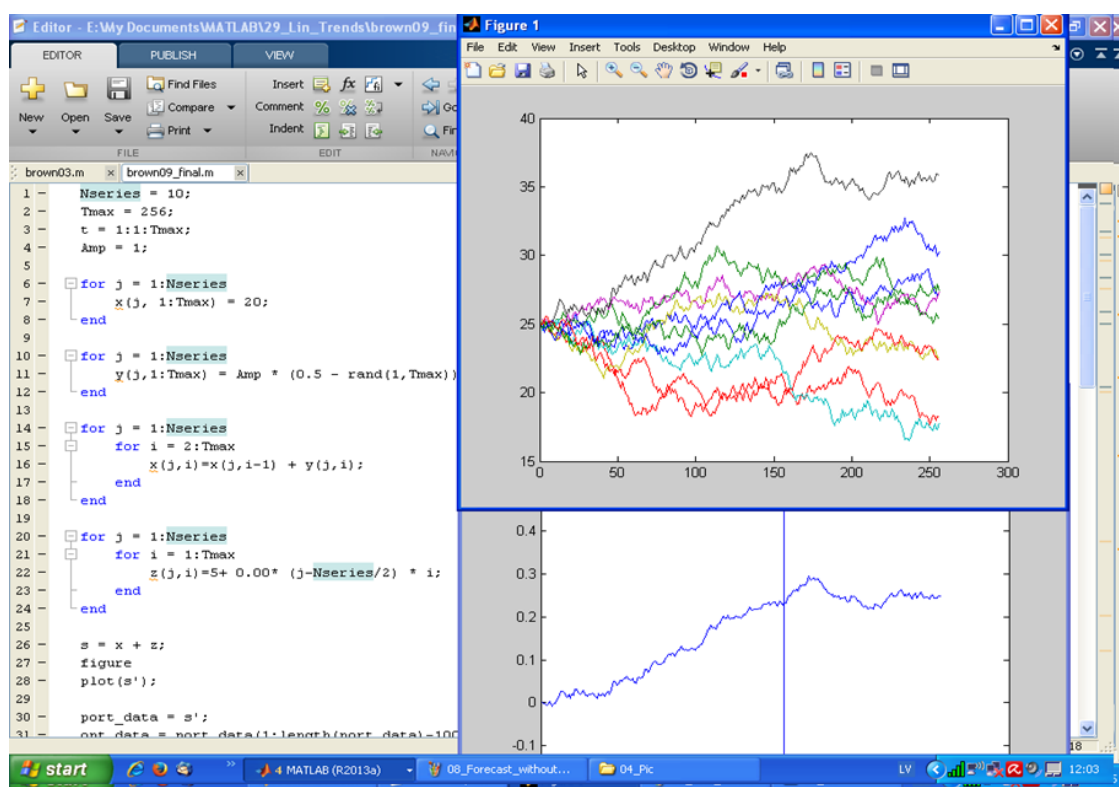 Editor - E:\My Documents\MATLAB\29_Lin_Trends\brown09_fin
EDITOR PUBLISH VIEW
New Open Save
Find Files
Compare
Print
FILE
Insert fx
Comment
Indent
EDIT
Go
Fin
NAVI
brown03.m × brown09_final.m ×
1 - Nseries = 10;
2 - Tmax = 256;
3 - t = 1:1:Tmax;
4 - Amp = 1;
5
6 - for j = 1:Nseries
7 - x(j, 1:Tmax) = 20;
8 - end
9
10 - for j = 1:Nseries
11 - y(j,1:Tmax) = Amp * (0.5 - rand(1,Tmax))
12 - end
13
14 - for j = 1:Nseries
15 - for i = 2:Tmax
16 - x(j,i)=x(j,i-1) + y(j,i);
17 - end
18 - end
19
20 - for j = 1:Nseries
21 - for i = 1:Tmax
22 - z(j,i)=5+ 0.00* (j-Nseries/2) * i;
23 - end
24 - end
25
26 - s = x + z;
27 - figure
28 - plot(s');
29
30 - port_data = s';
31 -
Figure 1
File Edit View Insert Tools Desktop Window Help
40
35
30
25
20
15
0 50 100 150 200 250 300
0.4
0.3
0.2
0.1
0
-0.1
18
start
4 MATLAB (R2013a)
08_Forecast_without...
04_Pic
LV
12:03